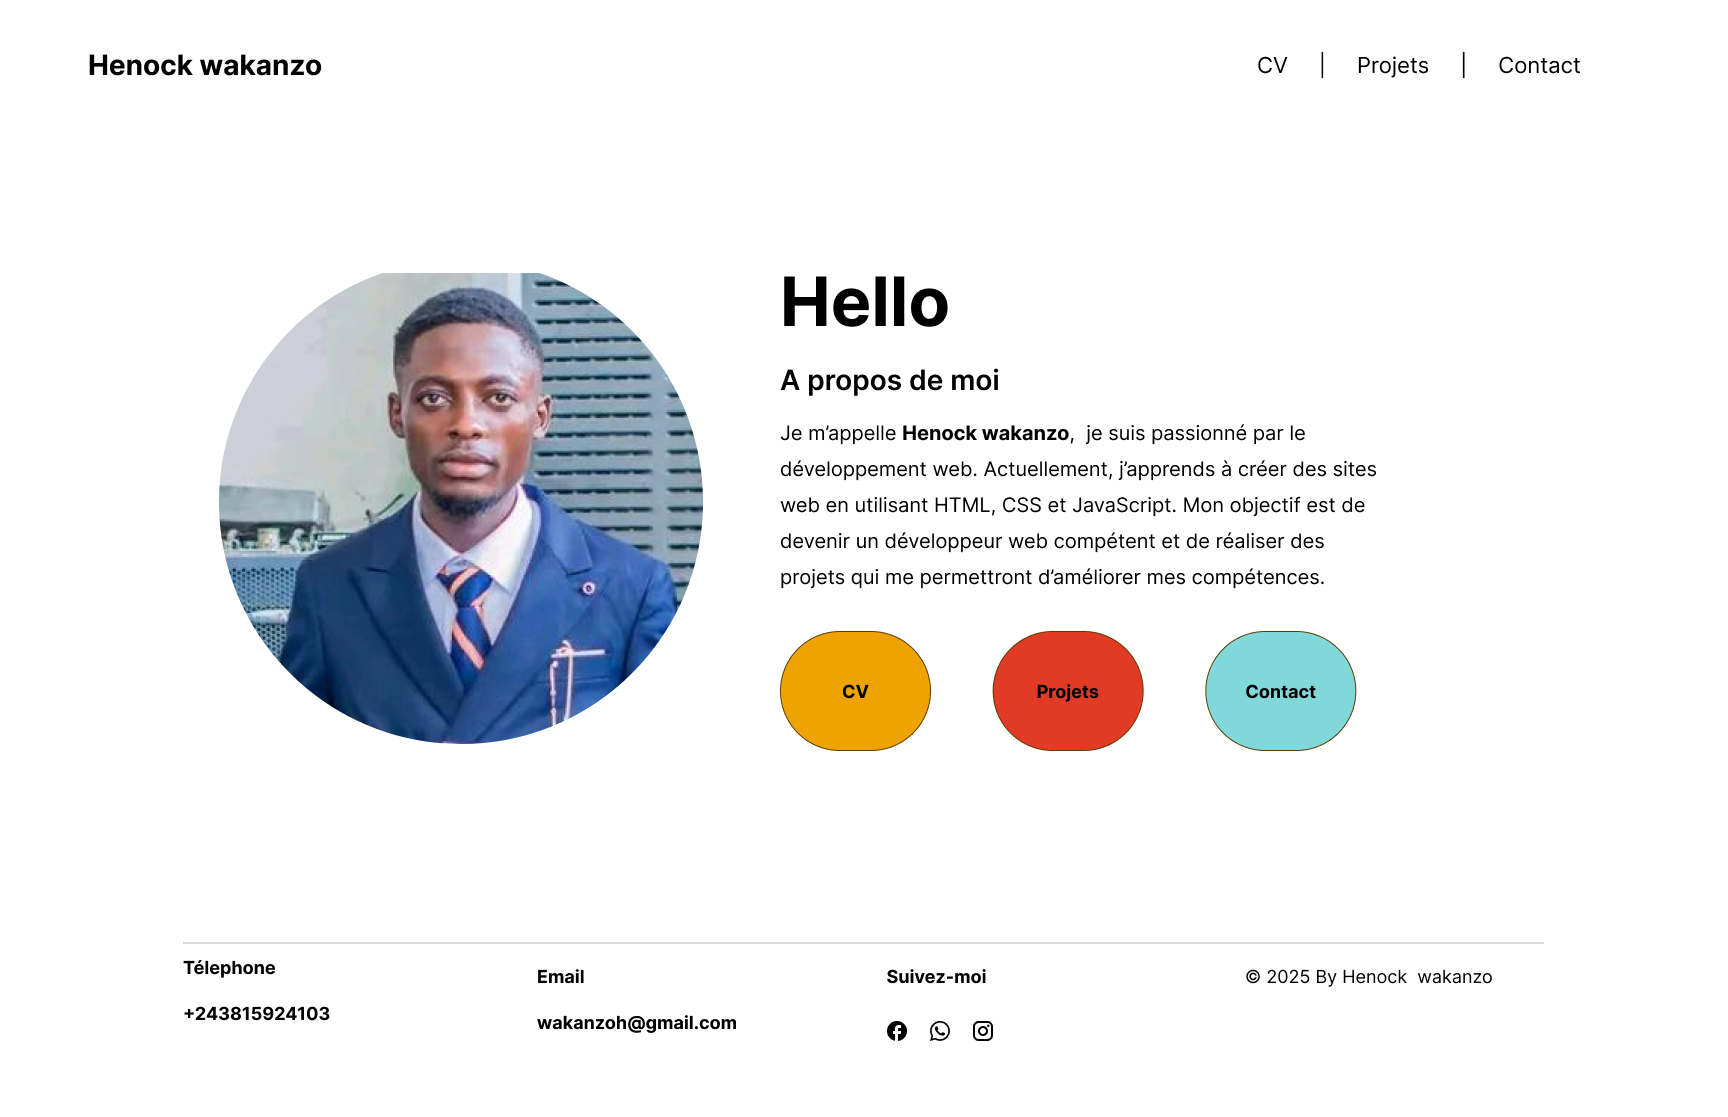 Henock wakanzo
CV | Projets | Contact
Hello
A propos de moi
Je m’appelle Henock wakanzo,  je suis passionné par le
développement web. Actuellement, j’apprends à créer des sites
web en utilisant HTML, CSS et JavaScript. Mon objectif est de
devenir un développeur web compétent et de réaliser des
projets qui me permettront d’améliorer mes compétences.
CV
Projets
Contact
Télephone
+243815924103
Email
wakanzoh@gmail.com
Suivez-moi
© 2025 By Henock  wakanzo